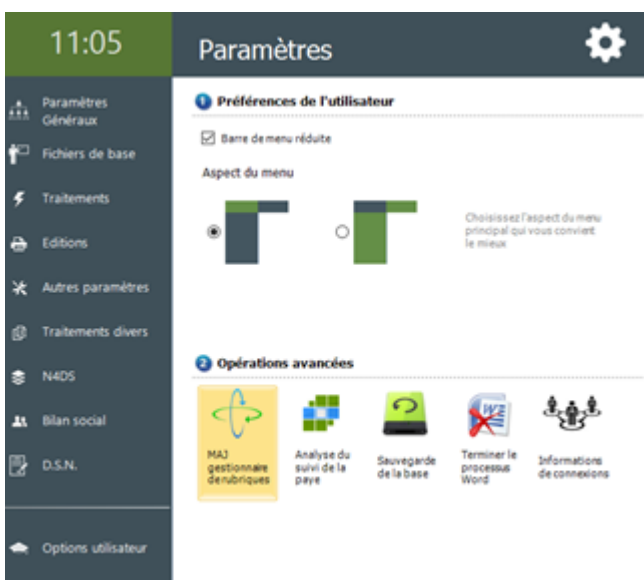 11:05
Paramètres
Paramètres
Généraux
Fichiers de base
Traitements
Editions
Autres paramètres
Traitements divers
N4DS
Bilan social
D.S.N.
Options utilisateur
1 Préférences de l'utilisateur
Barre de menu réduite
Aspect du menu
Choisissez l'aspect du menu
principal qui vous convient
le mieux
2 Opérations avancées
MAJ
gestionnaire
de rubriques
Analyse du
suivi de la
paye
Sauvegarde
de la base
Terminer le
processus
Word
Informations
de connexions